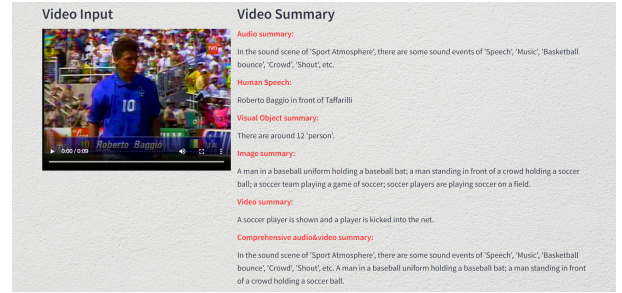 Video Input
Video Summary
Audio summary:
In the sound scene of 'Sport Atmosphere', there are some sound events of 'Speech', 'Music', 'Basketball
bounce', 'Crowd', 'Shout', etc.
Human Speech:
Roberto Baggio in front of Taffarilli
Visual Object summary:
There are around 12 'person'.
Image summary:
A man in a baseball uniform holding a baseball bat; a man standing in front of a crowd holding a soccer
ball; a soccer team playing a game of soccer; soccer players are playing soccer on a field.
Video summary:
A soccer player is shown and a player is kicked into the net.
Comprehensive audio&video summary:
In the sound scene of 'Sport Atmosphere', there are some sound events of 'Speech', 'Music', 'Basketball
bounce', 'Crowd', 'Shout', etc. A man in a baseball uniform holding a baseball bat; a man standing in front
of a crowd holding a soccer ball.
10
10 Roberto Baggio
0:00 / 0:09